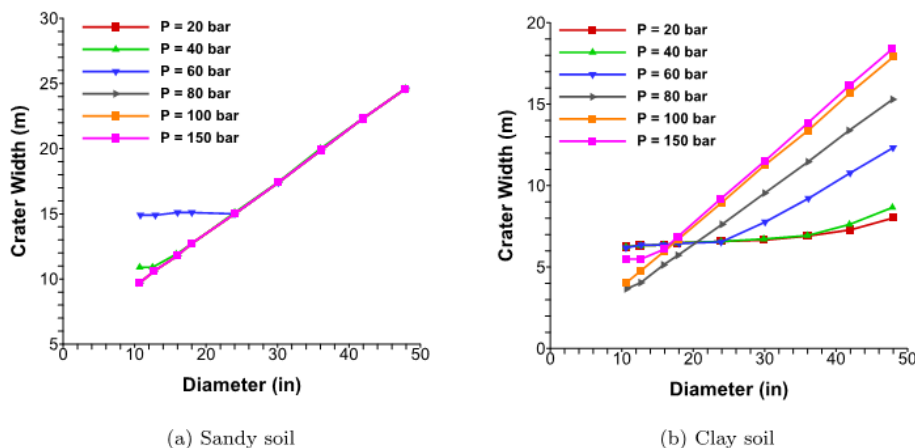 30
25
20
15
10
5
Crater Width (m)
P = 20 bar
P = 40 bar
P = 60 bar
P = 80 bar
P = 100 bar
P = 150 bar
0 10 20 30 40 50
Diameter (in)
(a) Sandy soil
20
15
10
5
0
Crater Width (m)
P = 20 bar
P = 40 bar
P = 60 bar
P = 80 bar
P = 100 bar
P = 150 bar
0 10 20 30 40 50
Diameter (in)
(b) Clay soil